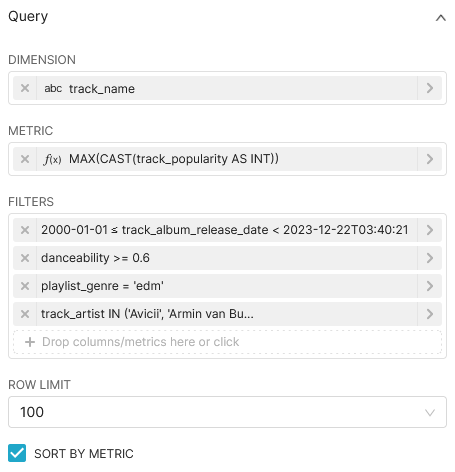 Query
DIMENSION
abc track_name
METRIC
f(x) MAX(CAST(track_popularity AS INT))
FILTERS
2000-01-01 ≤ track_album_release_date < 2023-12-22T03:40:21
danceability >= 0.6
playlist_genre = 'edm'
track_artist IN ('Avicii', 'Armin van Bu...
+ Drop columns/metrics here or click
ROW LIMIT
100
SORT BY METRIC